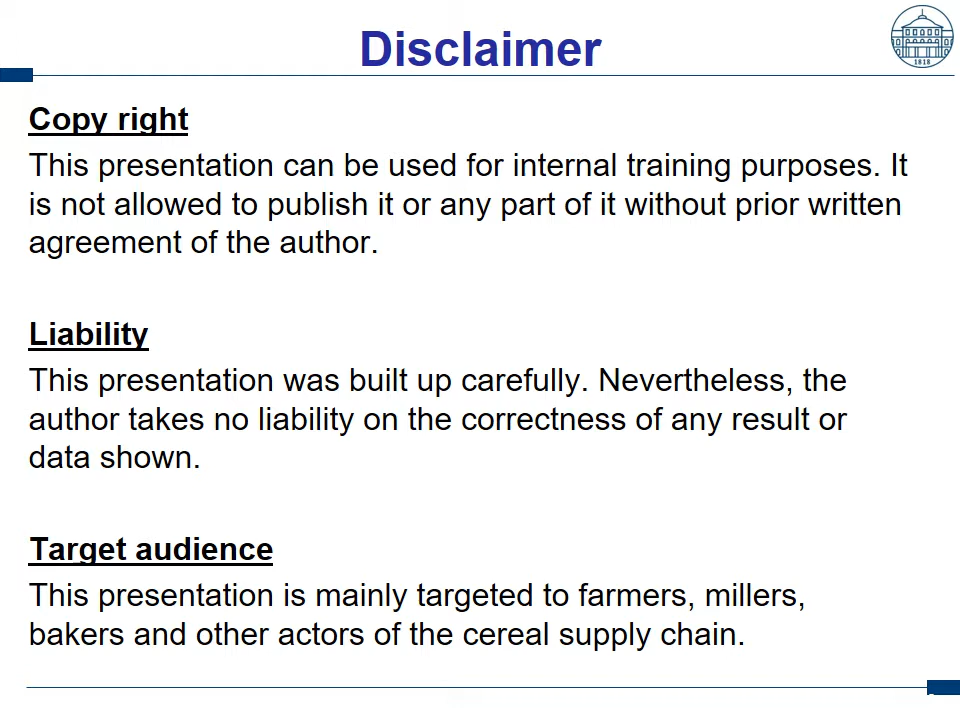 Disclaimer
1818
Copy right
This presentation can be used for internal training purposes. It
is not allowed to publish it or any part of it without prior written
agreement of the author.
Liability
This presentation was built up carefully. Nevertheless, the
author takes no liability on the correctness of any result or
data shown.
Target audience
This presentation is mainly targeted to farmers, millers,
bakers and other actors of the cereal supply chain.